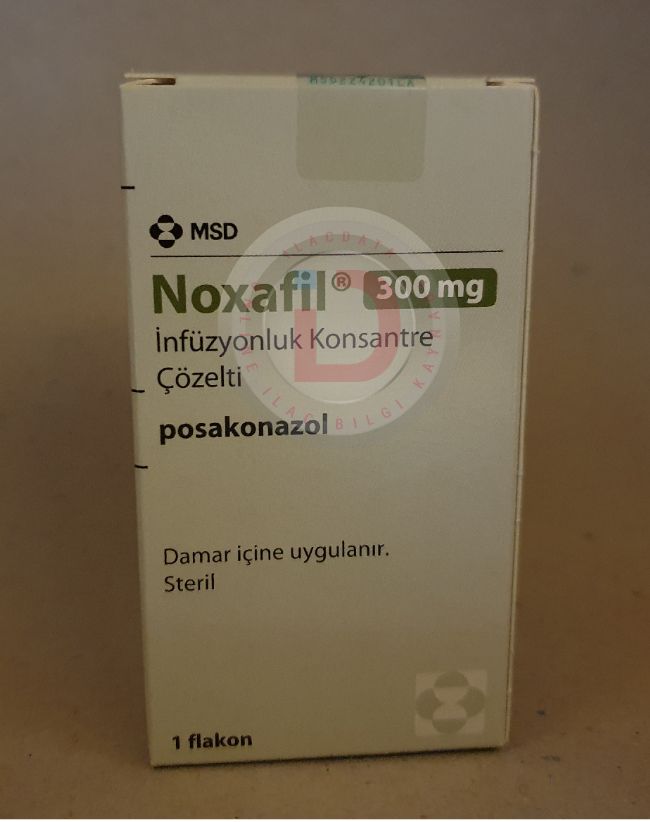 MSD
Noxafil® 300 mg
İnfüzyonluk Konsantre
Çözelti
posakonazol
Damar içine uygulanır.
Steril
1 flakon